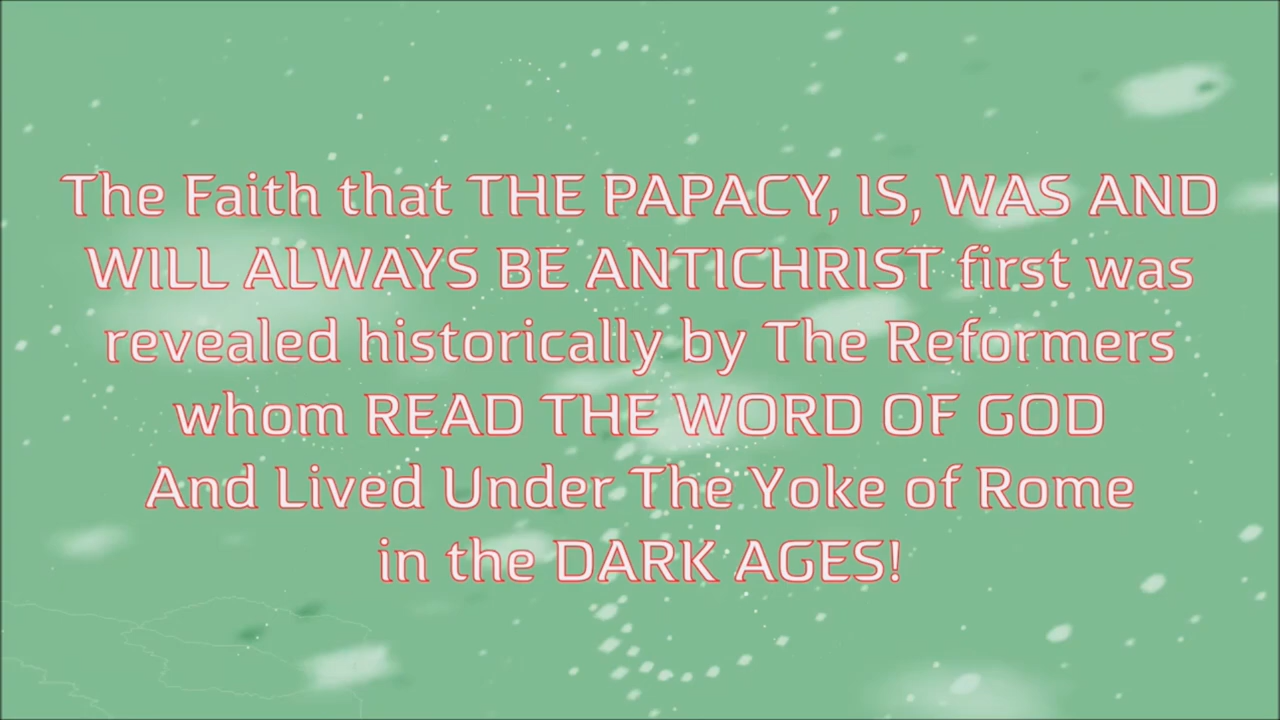 The Faith that THE PAPACY, IS, WAS AND
WILL ALWAYS BE ANTICHRIST first was
revealed historically by The Reformers
whom READ THE WORD OF GOD
And Lived Under The Yoke of Rome
in the DARK AGES!